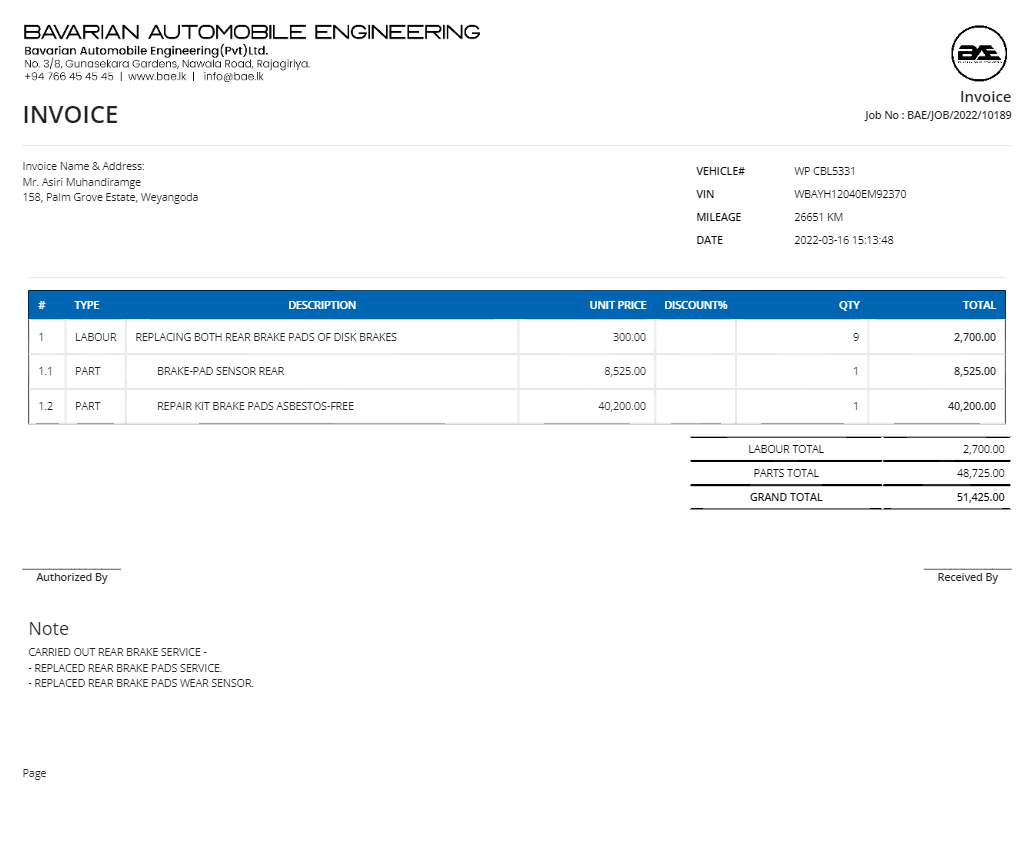 BAVARIAN AUTOMOBILE ENGINEERING
Bavarian Automobile Engineering(Pvt)Ltd.
No. 3/8, Gunasekara Gardens, Nawala Road, Rajagiriya.
+94 766 45 45 45 | www.bae.lk | info@bae.lk
BAE
Invoice
INVOICE
Job No : BAE/JOB/2022/10189
Invoice Name & Address:
Mr. Asiri Muhandiramge
158, Palm Grove Estate, Weyangoda
VEHICLE# WP CBL5331
VIN WBAYH12040EM92370
MILEAGE 26651 KM
DATE 2022-03-16 15:13:48
# TYPE DESCRIPTION UNIT PRICE DISCOUNT% QTY TOTAL
1 LABOUR REPLACING BOTH REAR BRAKE PADS OF DISK BRAKES 300.00 9 2,700.00
1.1 PART BRAKE-PAD SENSOR REAR 8,525.00 1 8,525.00
1.2 PART REPAIR KIT BRAKE PADS ASBESTOS-FREE 40,200.00 1 40,200.00
LABOUR TOTAL 2,700.00
PARTS TOTAL 48,725.00
GRAND TOTAL 51,425.00
Authorized By
Received By
Note
CARRIED OUT REAR BRAKE SERVICE -
- REPLACED REAR BRAKE PADS SERVICE.
- REPLACED REAR BRAKE PADS WEAR SENSOR.
Page